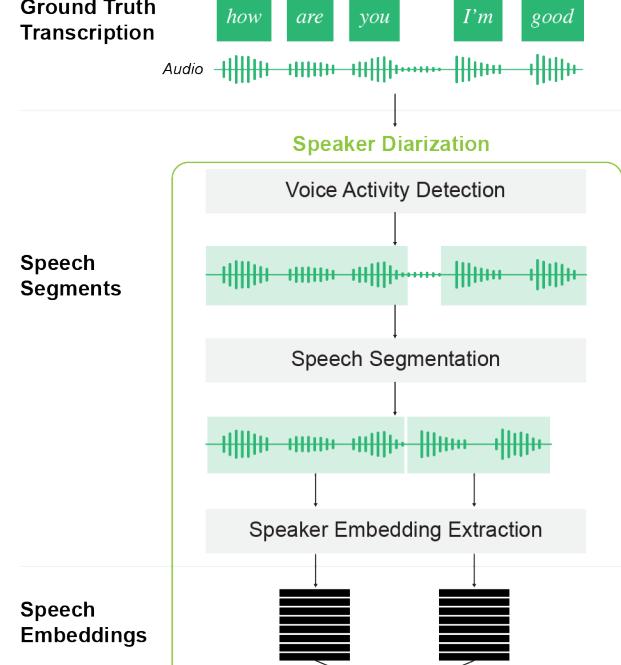 Ground Truth
Transcription
how are you I'm good
Audio
Speaker Diarization
Voice Activity Detection
Speech
Segments
Speech Segmentation
Speaker Embedding Extraction
Speech
Embeddings